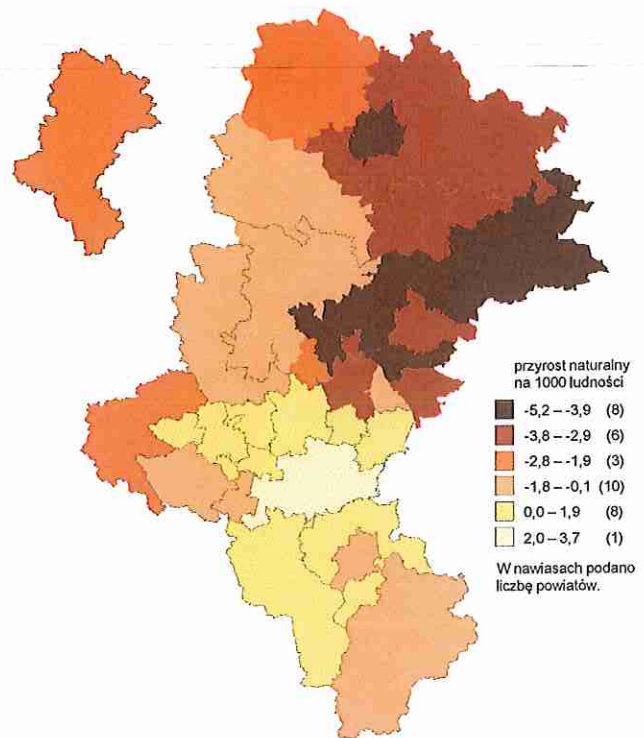 przyrost naturalny
na 1000 ludności
-5,2 – -3,9 (8)
-3,8 – -2,9 (6)
-2,8 – -1,9 (3)
-1,8 – -0,1 (10)
0,0 – 1,9 (8)
2,0 – 3,7 (1)
W nawiasach podano
liczbę powiatów.